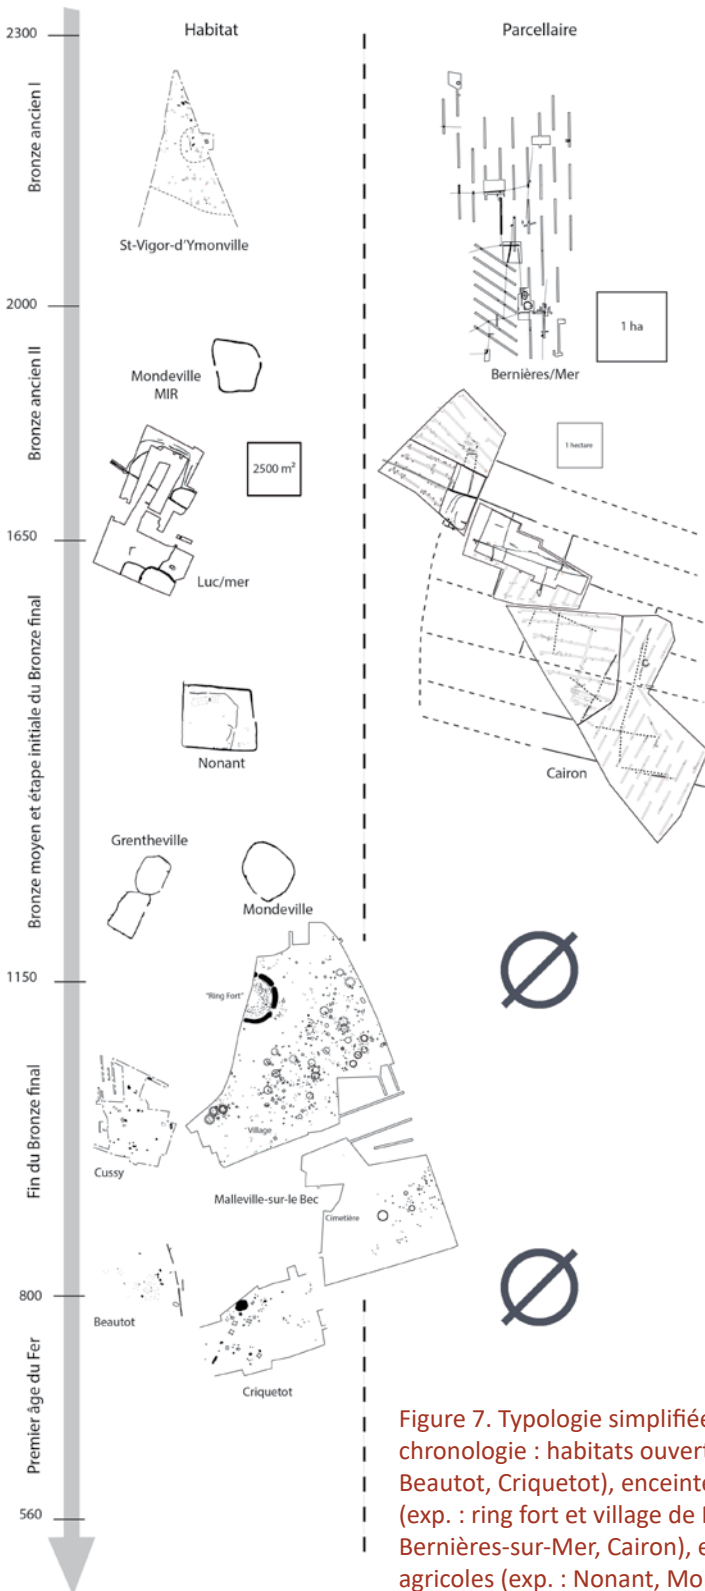 Habitat
Parcellaire
2300
Bronze ancien I
St-Vigor-d'Ymonville
2000
1 ha
Bernières/Mer
Bronze ancien II
Mondeville
MIR
2500 m²
1 hectare
1650
Luc/mer
Bronze moyen et étape initiale du Bronze final
Nonant
Cairon
Grentheville
Mondeville
1150
"Ring Fort"
Fin du Bronze final
Village
Cussy
Malleville-sur-le Bec
Cimetière
800
Beautot
Criquetot
Premier âge du Fer
560
Figure 7. Typologie simplifiée
chronologie : habitats ouvert
Beautot, Criquetot), enceinte
(exp. : ring fort et village de
Bernières-sur-Mer, Cairon), e
agricoles (exp. : Nonant, Mo